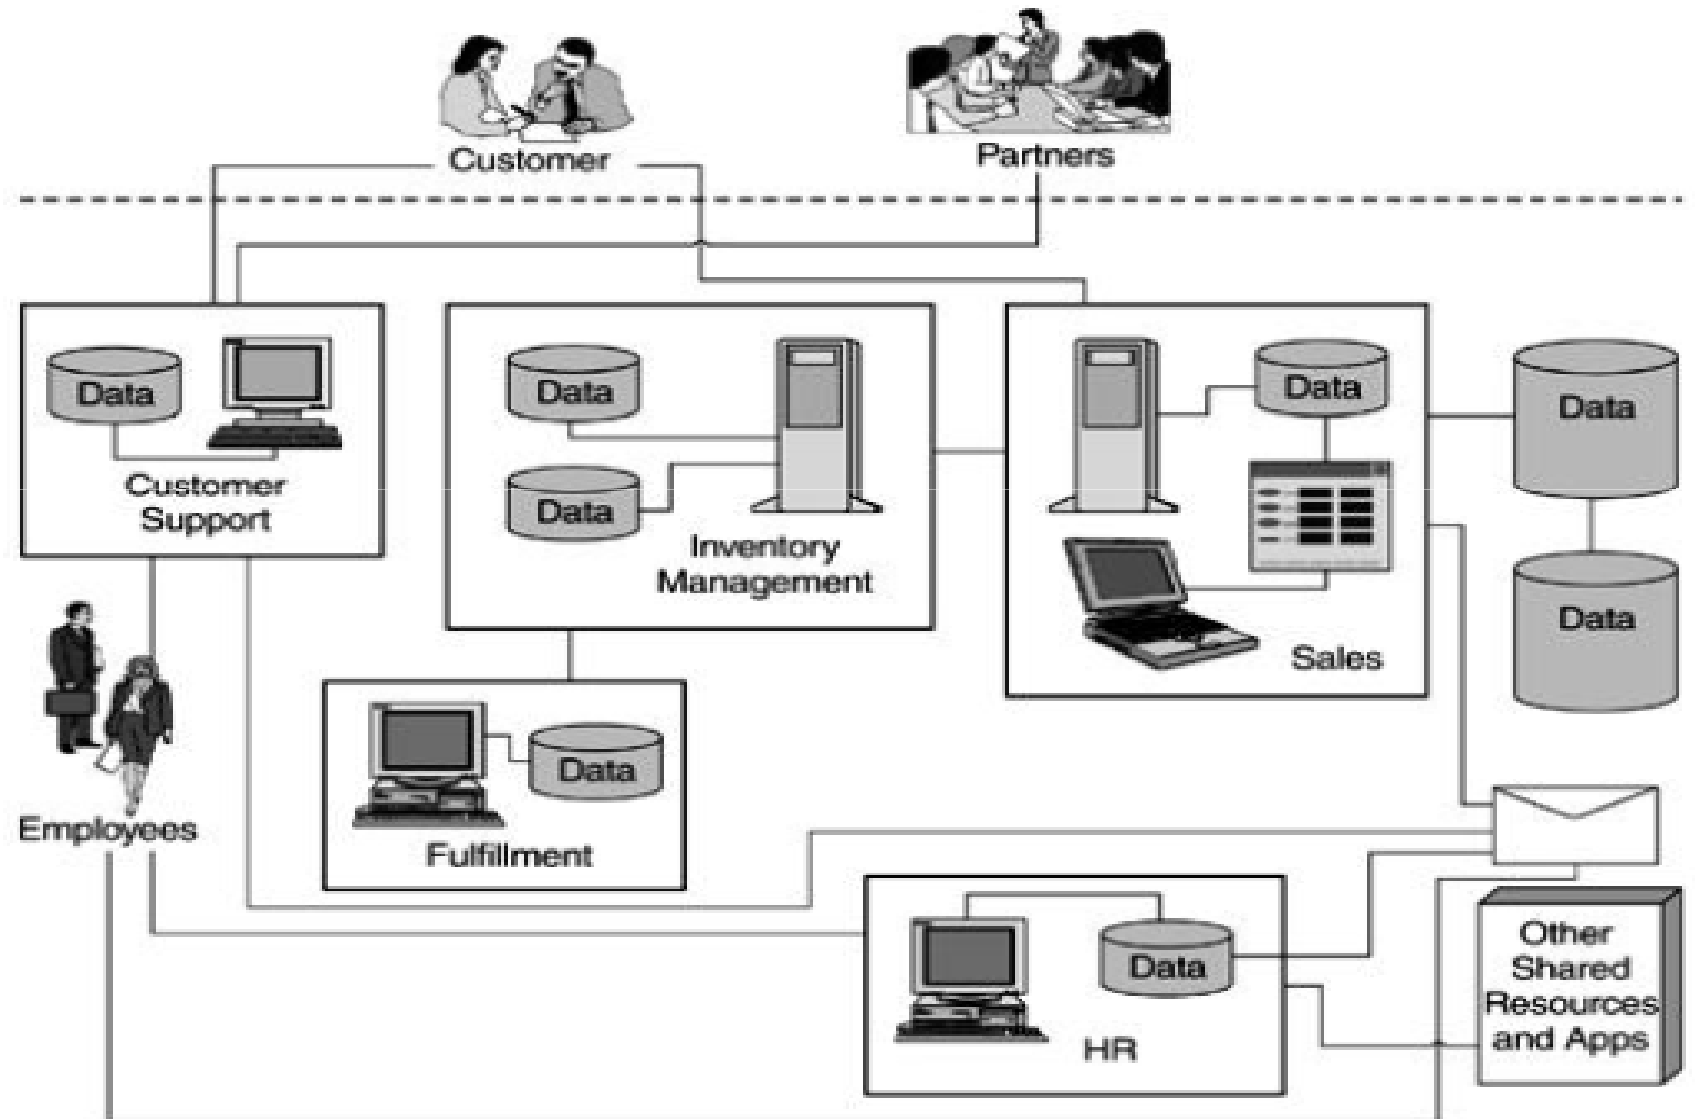 Customer
Partners
Data
Customer
Support
Data
Data
Inventory
Management
Data
Sales
Data
Data
Employees
Data
Fulfillment
Data
HR
Other
Shared
Resources
and Apps